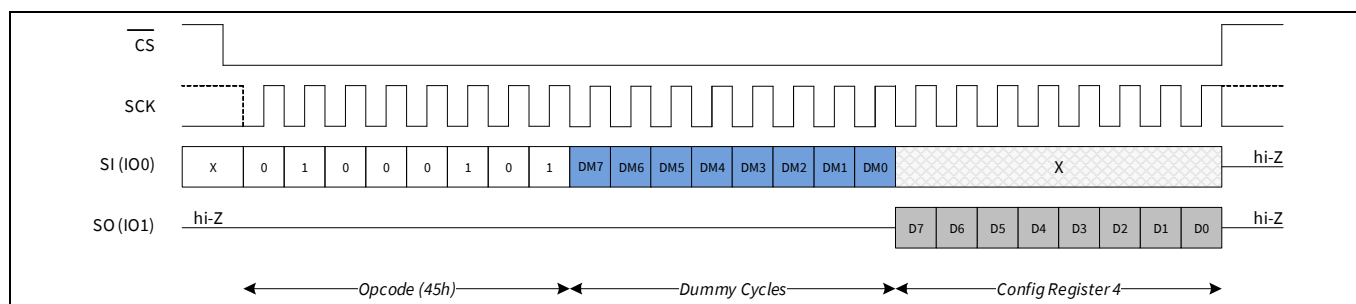 CS
SCK
SI (IO0) X 0 1 0 0 0 1 0 1 DM7 DM6 DM5 DM4 DM3 DM2 DM1 DM0 X hi-Z
SO (IO1) hi-Z D7 D6 D5 D4 D3 D2 D1 D0 hi-Z
Opcode (45h) Dummy Cycles Config Register 4